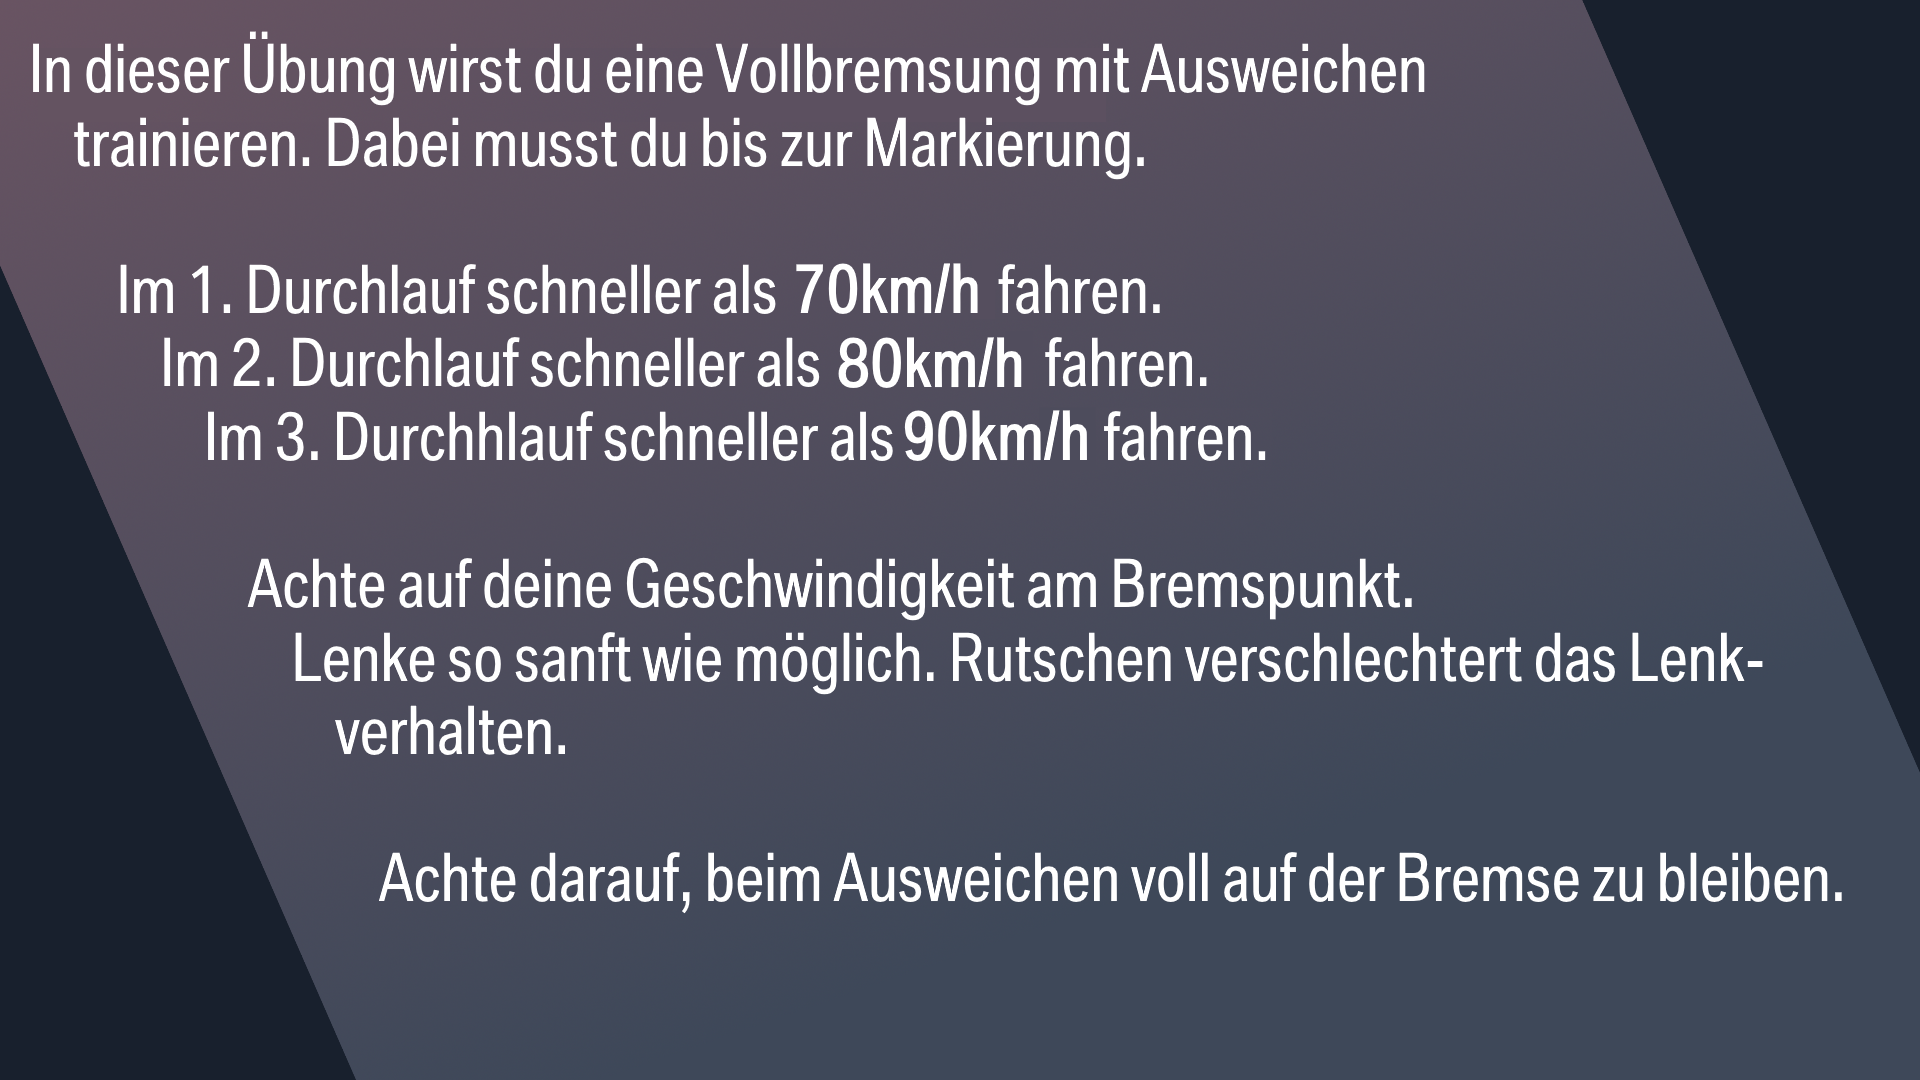 In dieser Übung wirst du eine Vollbremsung mit Ausweichen
trainieren. Dabei musst du bis zur Markierung.
Im 1. Durchlauf schneller als 70km/h fahren.
Im 2. Durchlauf schneller als 80km/h fahren.
Im 3. Durchhlauf schneller als 90km/h fahren.
Achte auf deine Geschwindigkeit am Bremspunkt.
Lenke so sanft wie möglich. Rutschen verschlechtert das Lenk-
verhalten.
Achte darauf, beim Ausweichen voll auf der Bremse zu bleiben.